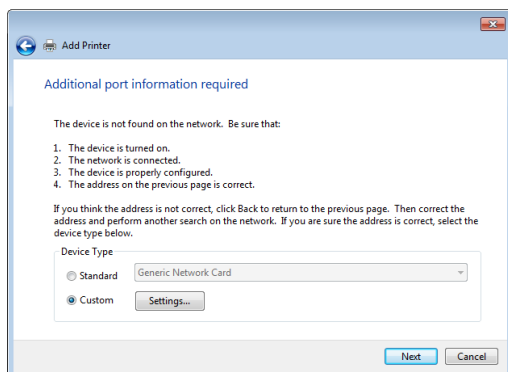 Add Printer
Additional port information required
The device is not found on the network. Be sure that:
1. The device is turned on.
2. The network is connected.
3. The device is properly configured.
4. The address on the previous page is correct.
If you think the address is not correct, click Back to return to the previous page. Then correct the
address and perform another search on the network. If you are sure the address is correct, select the
device type below.
Device Type
Standard Generic Network Card
Custom Settings...
Next Cancel